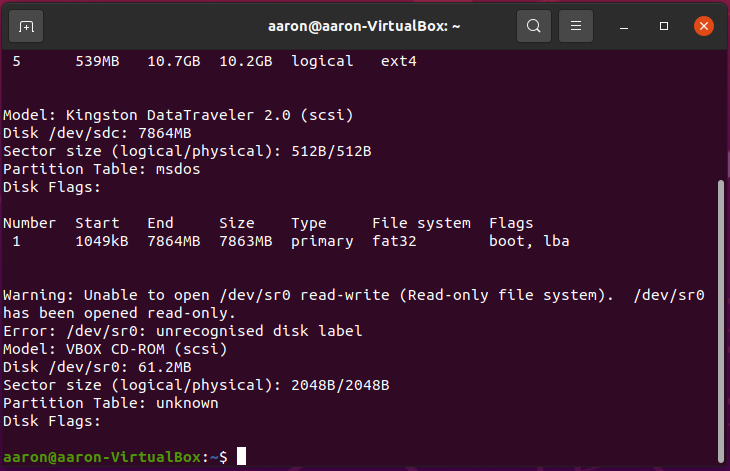 aaron@aaron-VirtualBox: ~
 5      539MB   10.7GB  10.2GB  logical   ext4
Model: Kingston DataTraveler 2.0 (scsi)
Disk /dev/sdc: 7864MB
Sector size (logical/physical): 512B/512B
Partition Table: msdos
Disk Flags:
Number  Start   End     Size    Type     File system  Flags
 1      1049kB  7864MB  7863MB  primary  fat32        boot, lba
Warning: Unable to open /dev/sr0 read-write (Read-only file system).  /dev/sr0
has been opened read-only.
Error: /dev/sr0: unrecognised disk label
Model: VBOX CD-ROM (scsi)
Disk /dev/sr0: 61.2MB
Sector size (logical/physical): 2048B/2048B
Partition Table: unknown
Disk Flags:
aaron@aaron-VirtualBox:~$